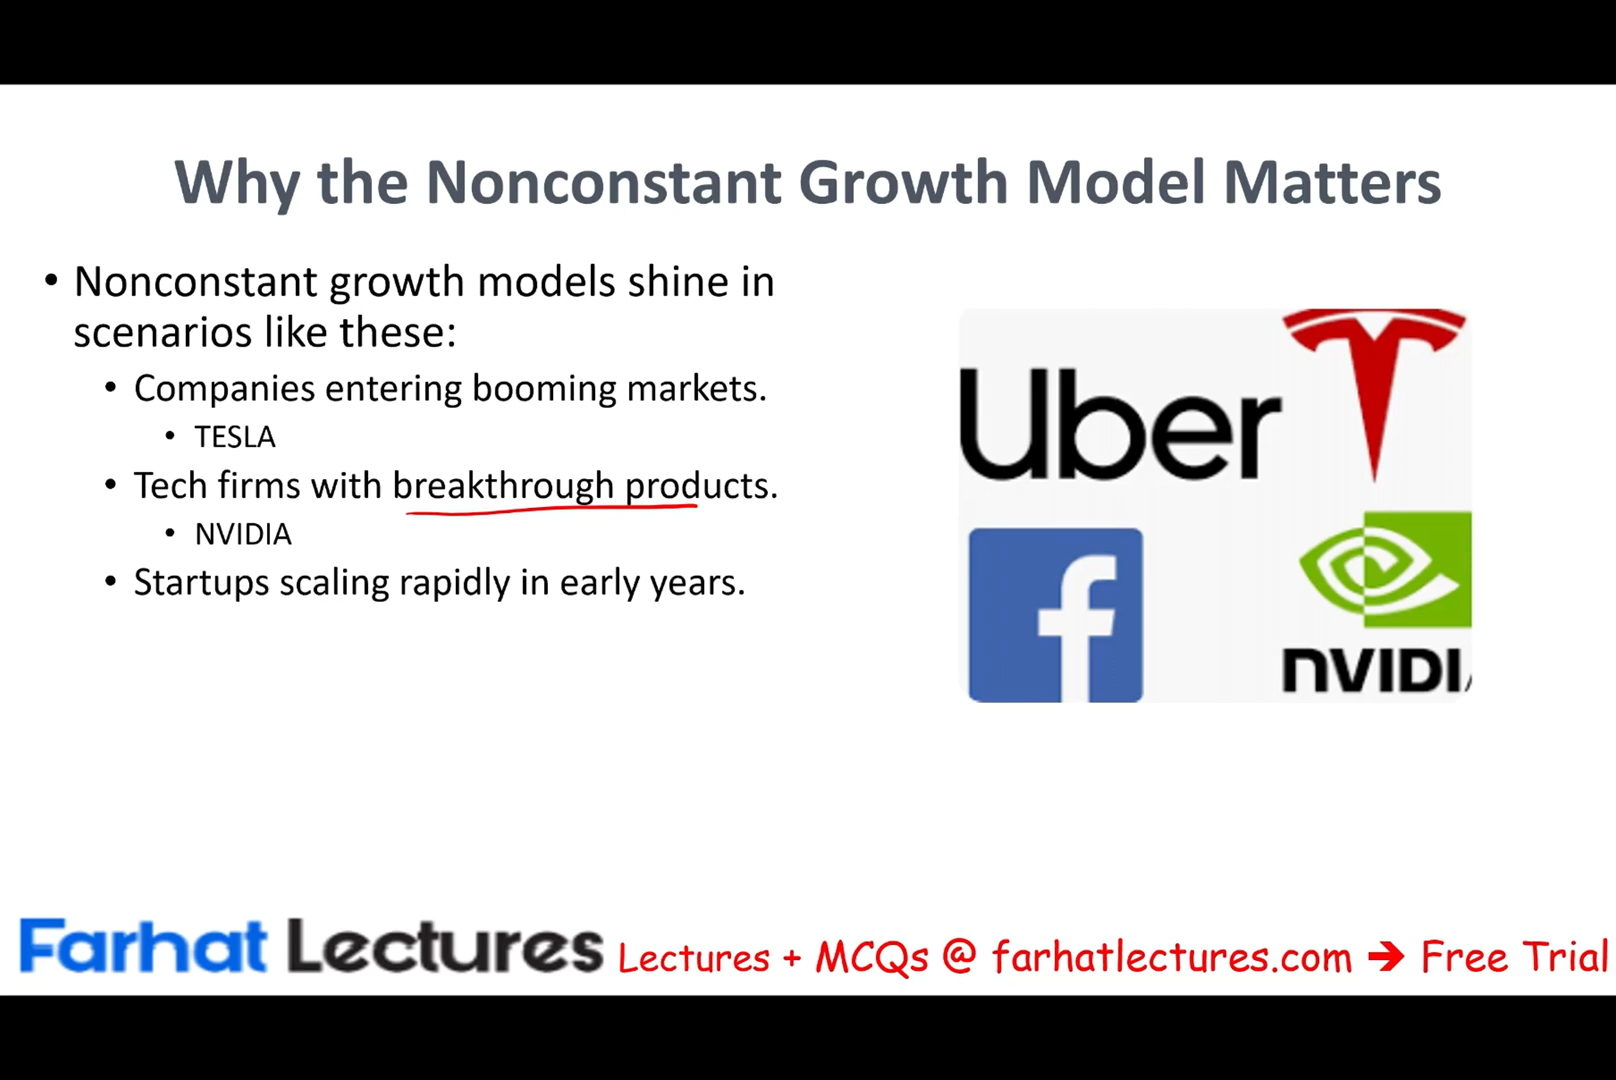 Why the Nonconstant Growth Model Matters
• Nonconstant growth models shine in
scenarios like these:
• Companies entering booming markets.
• TESLA
• Tech firms with breakthrough products.
• NVIDIA
• Startups scaling rapidly in early years.
Uber
f
nVIDI
Farhat Lectures Lectures + MCQs @ farhatlectures.com ➔ Free Trial